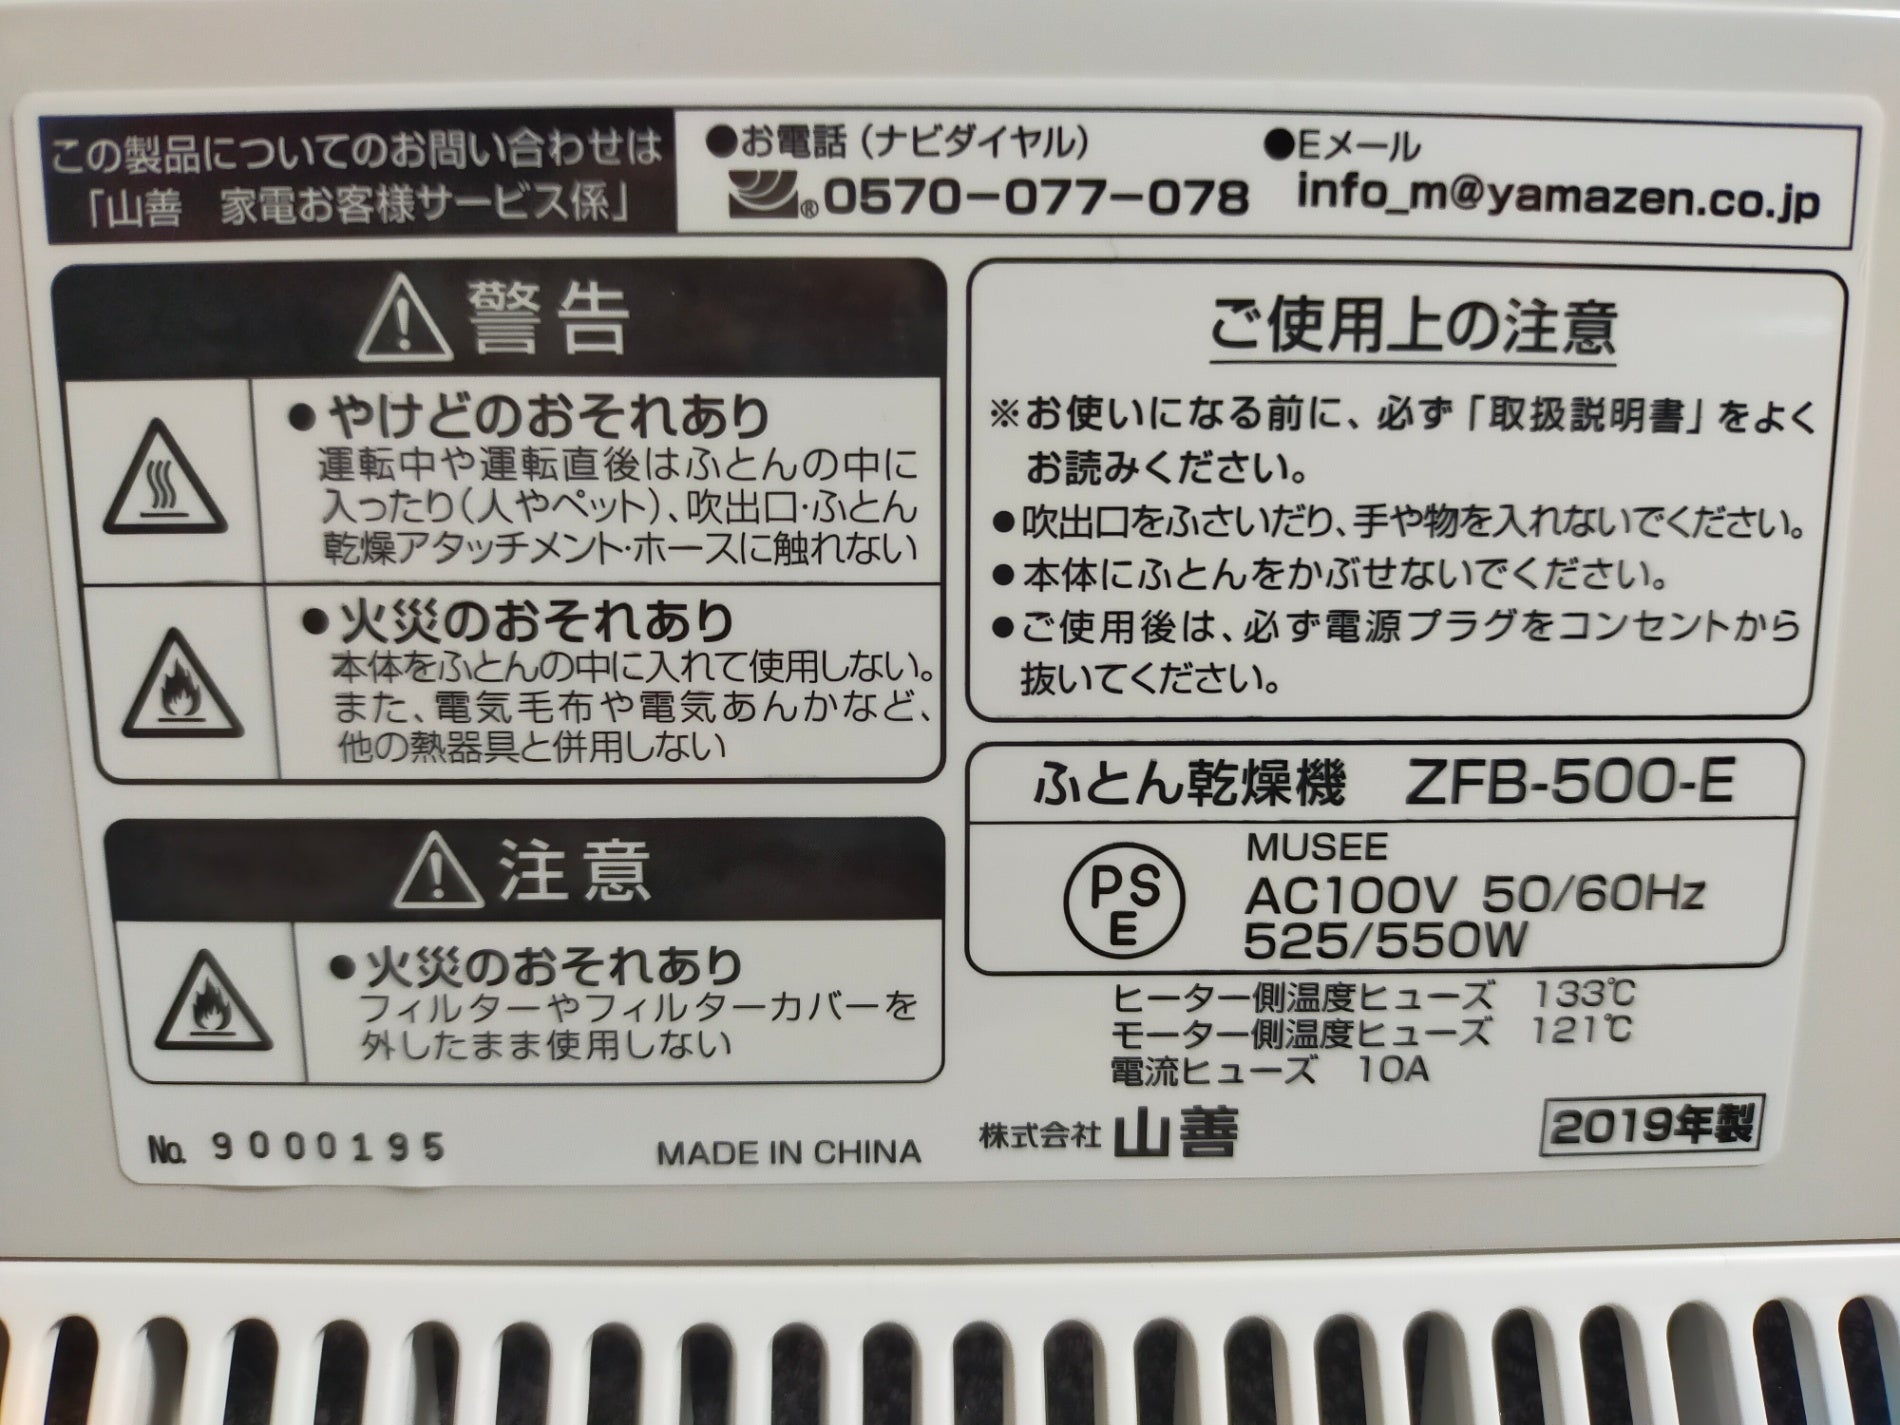 この製品についてのお問い合わせは
「山善 家電お客様サービス係」
●お電話(ナビダイヤル)
®0570-077-078
●Eメール
info_m@yamazen.co.jp
警告
●やけどのおそれあり
運転中や運転直後はふとんの中に
入ったり(人やペット)、吹出口・ふとん
乾燥アタッチメント・ホースに触れない
●火災のおそれあり
本体をふとんの中に入れて使用しない。
また、電気毛布や電気あんかなど、
他の熱器具と併用しない
注意
●火災のおそれあり
フィルターやフィルターカバーを
外したまま使用しない
No. 9000195
MADE IN CHINA
ご使用上の注意
※お使いになる前に、必ず「取扱説明書」をよく
お読みください。
●吹出口をふさいだり、手や物を入れないでください。
●本体にふとんをかぶせないでください。
●ご使用後は、必ず電源プラグをコンセントから
抜いてください。
ふとん乾燥機 ZFB-500-E
PS
E
MUSEE
AC100V 50/60Hz
525/550W
ヒーター側温度ヒューズ 133℃
モーター側温度ヒューズ 121℃
電流ヒューズ 10A
株式会社 山善
2019年製